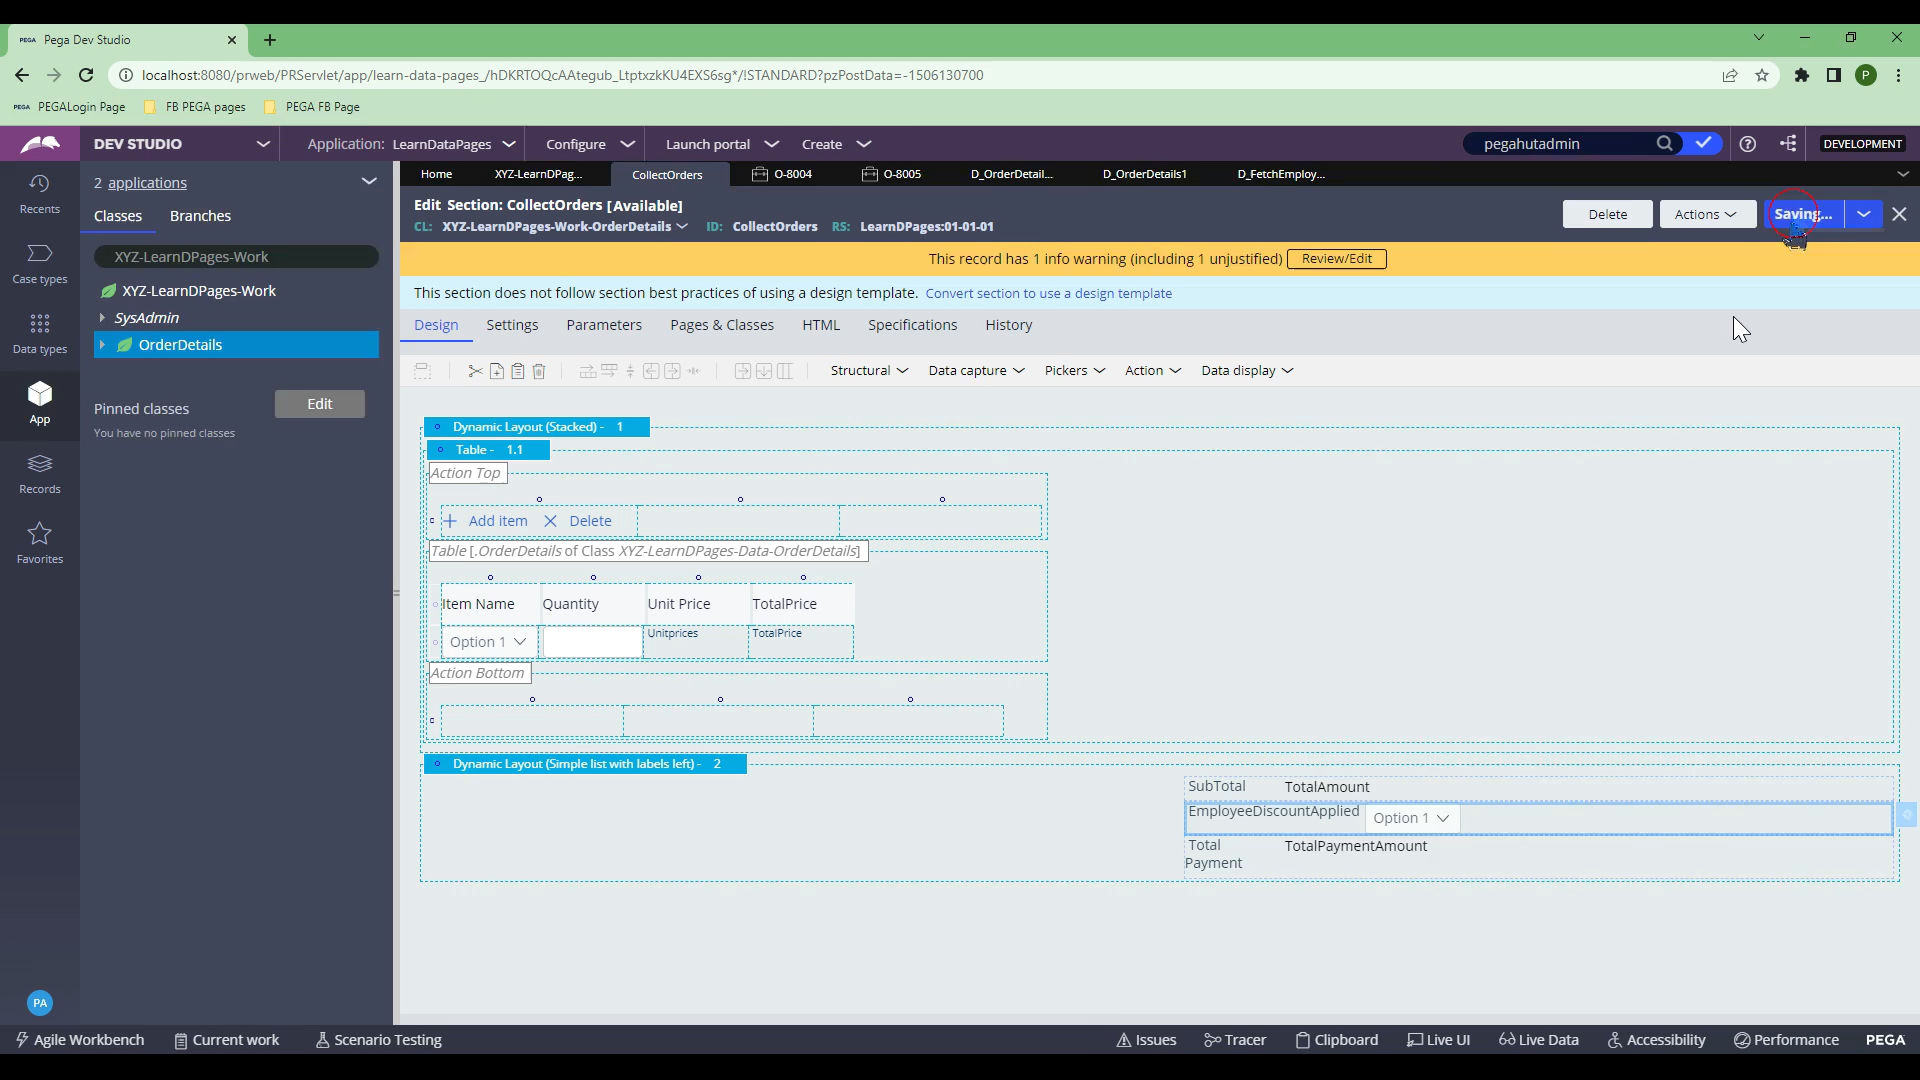 PEGA Pega Dev Studio
localhost:8080/prweb/PRServlet/app/learn-data-pages_/hDKRTOQcAAtegub_LtptxzkKU4EXS6sg*/!STANDARD?pzPostData=-1506130700
P
PEGA PEGALogin Page FB PEGA pages PEGA FB Page
DEV STUDIO Application: LearnDataPages Configure Launch portal Create pegahutadmin DEVELOPMENT
Home XYZ-LearnDPag... CollectOrders O-8004 O-8005 D_OrderDetail... D_OrderDetails1 D_FetchEmploy...
Recents
Case types
Data types
App
Records
Favorites
PA
2 applications
Classes Branches
XYZ-LearnDPages-Work
XYZ-LearnDPages-Work
SysAdmin
OrderDetails
Pinned classes Edit
You have no pinned classes
Edit Section: CollectOrders [Available]
CL: XYZ-LearnDPages-Work-OrderDetails ID: CollectOrders RS: LearnDPages:01-01-01
Delete Actions Saving...
This record has 1 info warning (including 1 unjustified) Review/Edit
This section does not follow section best practices of using a design template. Convert section to use a design template
Design Settings Parameters Pages & Classes HTML Specifications History
Structural Data capture Pickers Action Data display
Dynamic Layout (Stacked) - 1
Table - 1.1
Action Top
Add item Delete
Table [.OrderDetails of Class XYZ-LearnDPages-Data-OrderDetails]
Item Name Quantity Unit Price TotalPrice
Option 1 Unitprices TotalPrice
Action Bottom
Dynamic Layout (Simple list with labels left) - 2
SubTotal TotalAmount
EmployeeDiscountApplied Option 1
Total Payment TotalPaymentAmount
Agile Workbench Current work Scenario Testing Issues Tracer Clipboard Live UI Live Data Accessibility Performance PEGA